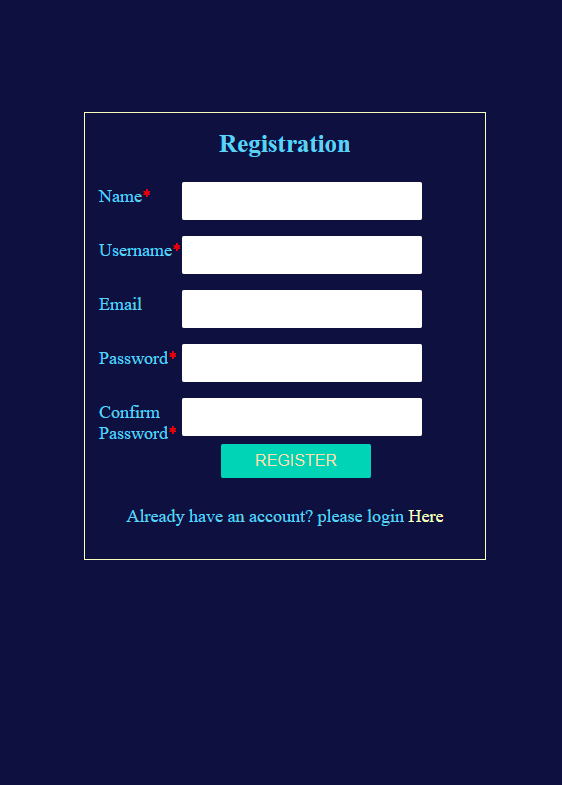 Registration
Name*
Username*
Email
Password*
Confirm
Password*
REGISTER
Already have an account? please login Here